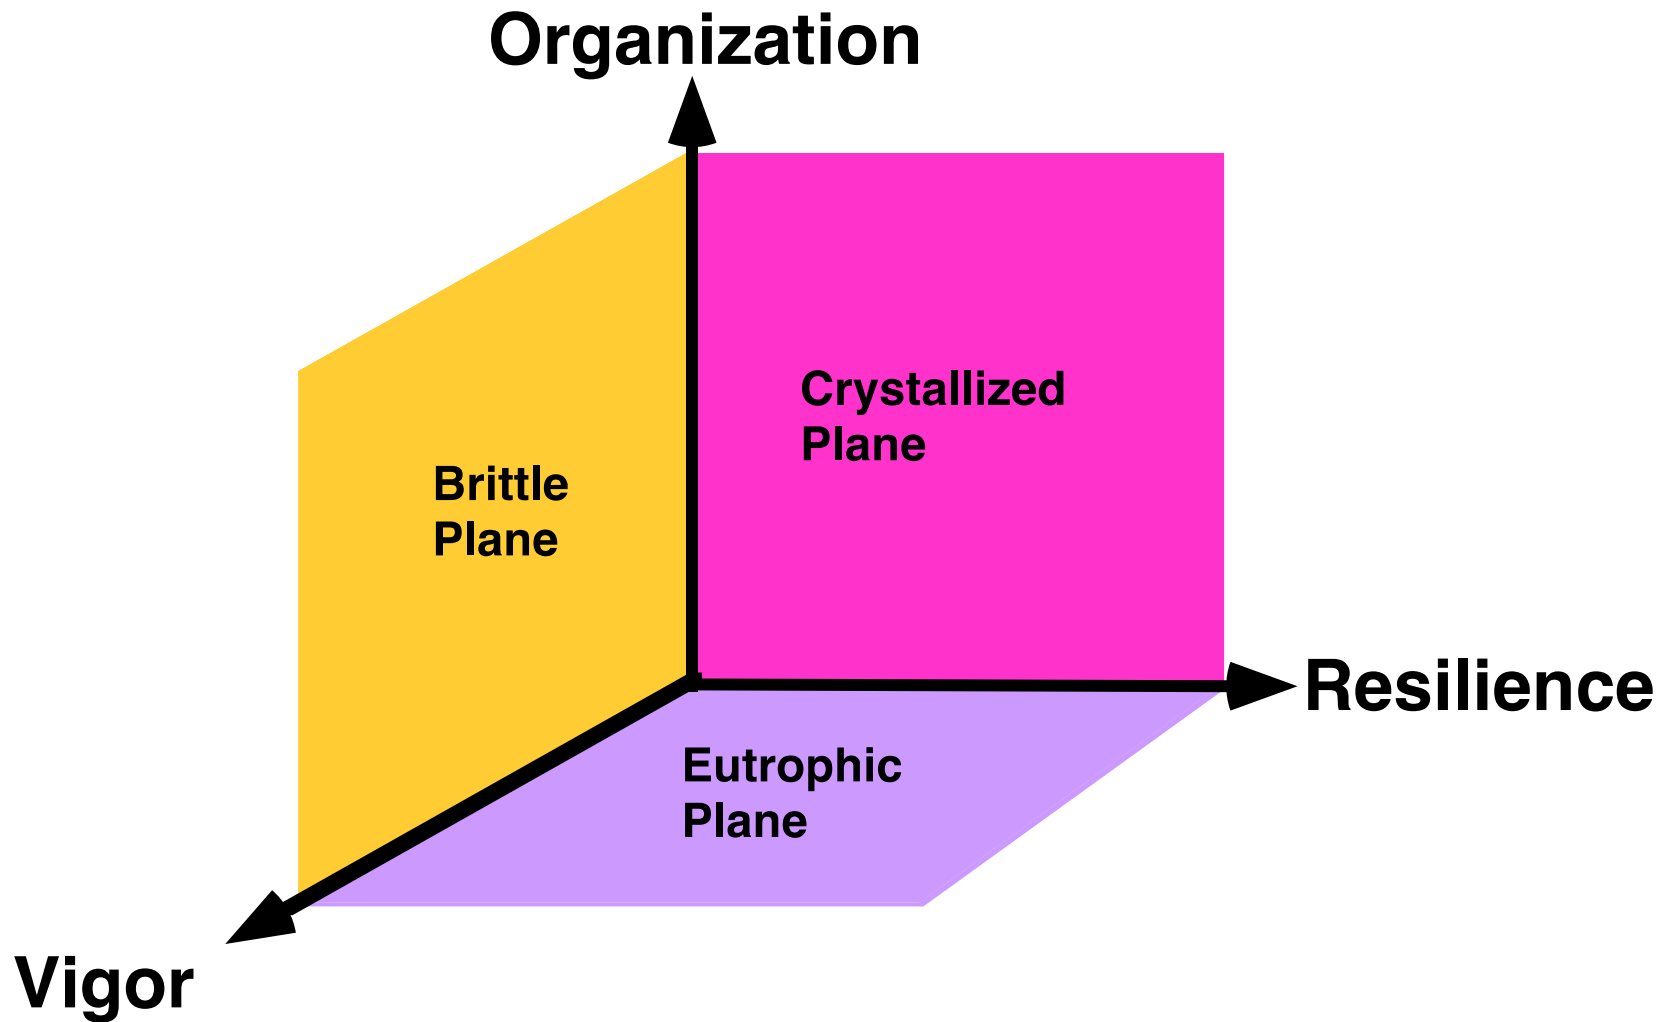 Organization
Crystallized
Plane
Brittle
Plane
Resilience
Eutrophic
Plane
Vigor